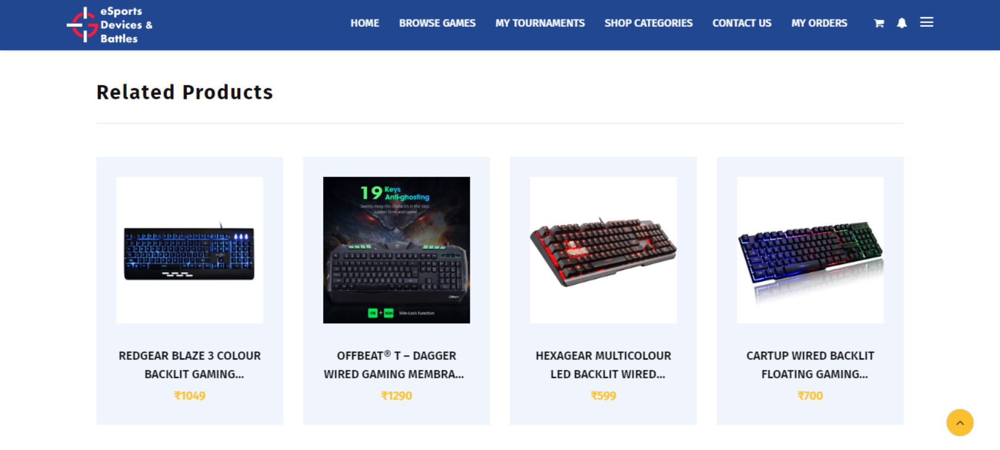 eSports
Devices &
Battles
HOME BROWSE GAMES MY TOURNAMENTS SHOP CATEGORIES CONTACT US MY ORDERS
Related Products
19 Keys
Anti-ghosting
Sweep away the obstacles in the race
against time and speed
FN + Win Win-Lock Function
REDGEAR BLAZE 3 COLOUR
BACKLIT GAMING...
₹1049
OFFBEAT® T – DAGGER
WIRED GAMING MEMBRA...
₹1290
HEXAGEAR MULTICOLOUR
LED BACKLIT WIRED...
₹599
CARTUP WIRED BACKLIT
FLOATING GAMING...
₹700